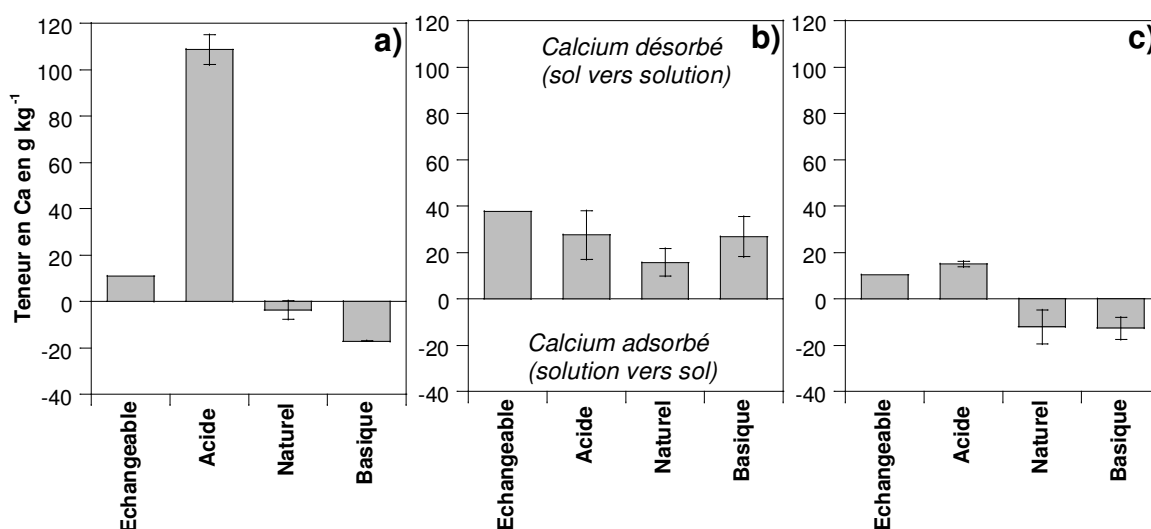 Teneur en Ca en g kg-1
120
100
80
60
40
20
0
-20
-40
a)
Echangeable
Acide
Naturel
Basique
120
100
80
60
40
20
0
-20
-40
b)
Calcium désorbé
(sol vers solution)
Calcium adsorbé
(solution vers sol)
Echangeable
Acide
Naturel
Basique
120
100
80
60
40
20
0
-20
-40
c)
Echangeable
Acide
Naturel
Basique